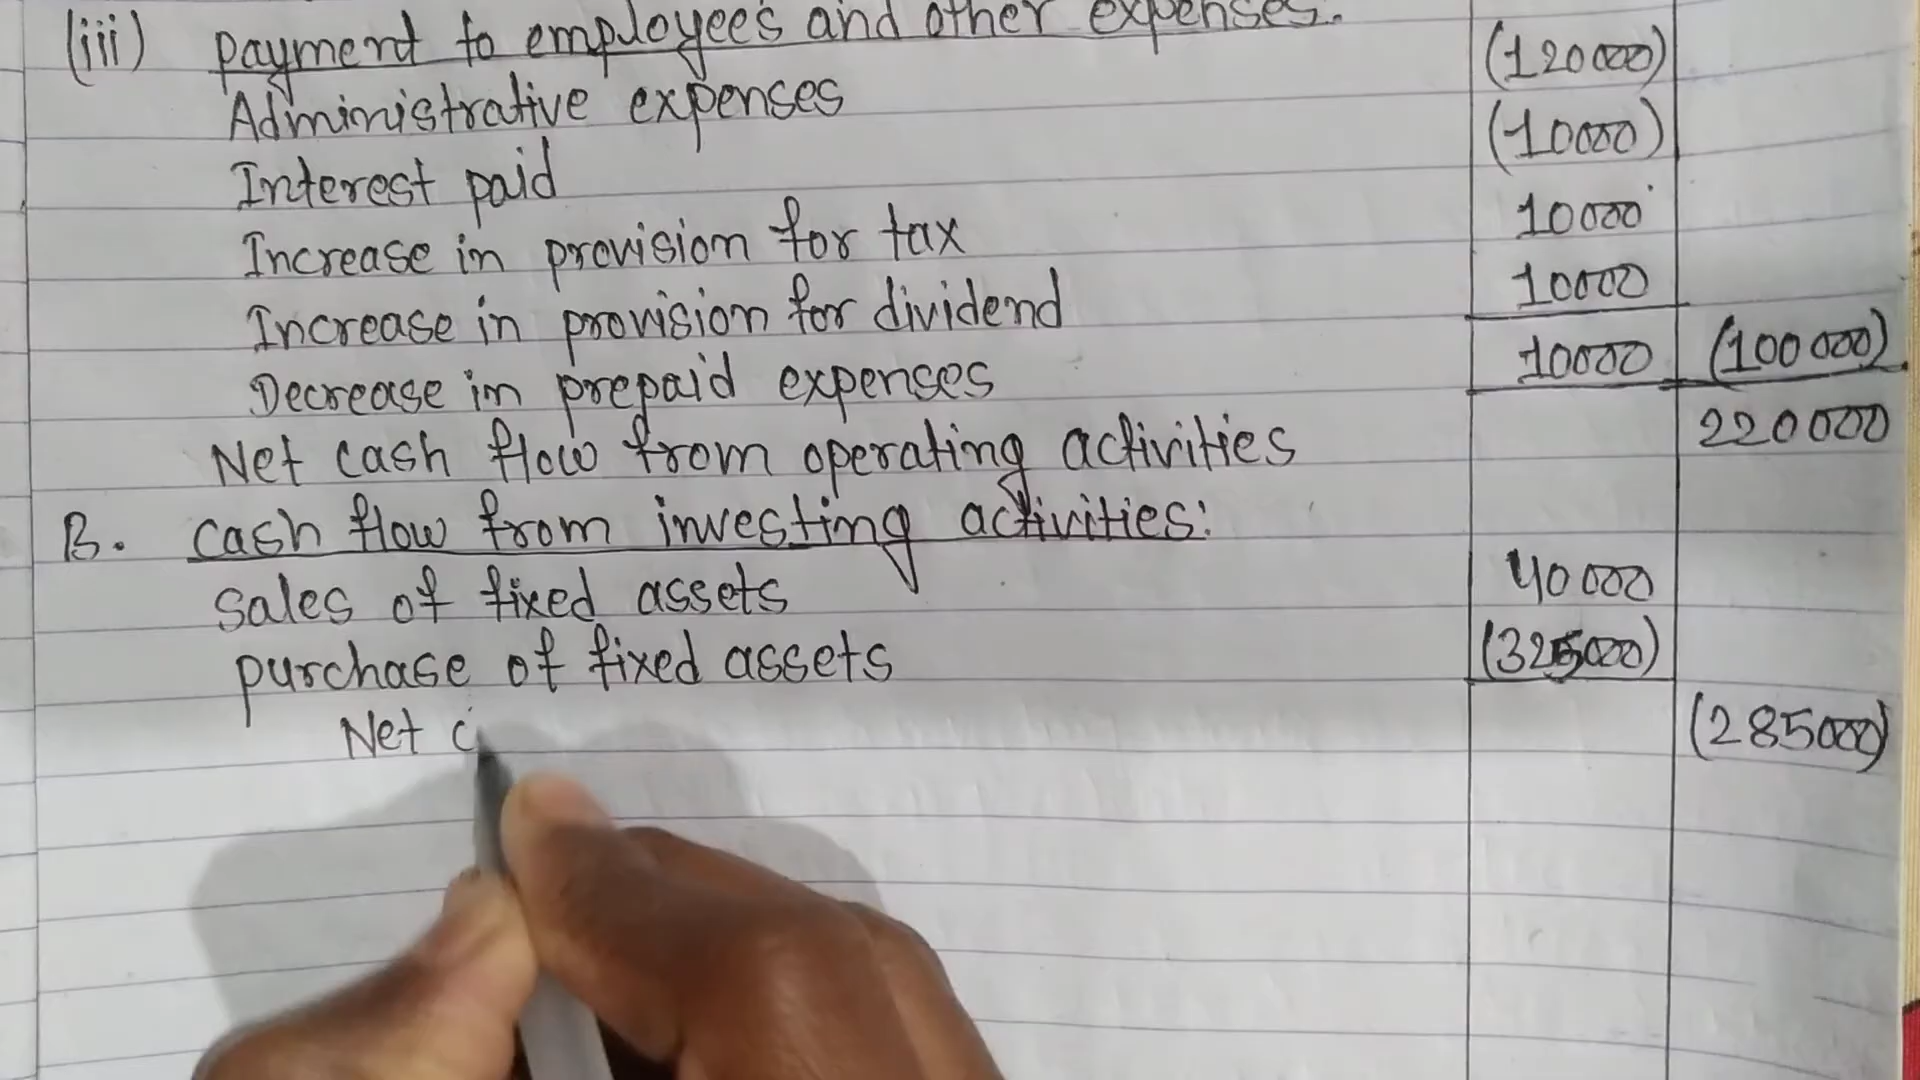 (iii) payment to employees and other expenses.
Administrative expenses (120000)
Interest paid (10000)
Increase in provision for tax 10000
Increase in provision for dividend 10000
Decrease in prepaid expenses 10000 (100000)
Net cash flow from operating activities 220000
B. cash flow from investing activities:
sales of fixed assets 40000
purchase of fixed assets (325000)
Net c (285000)